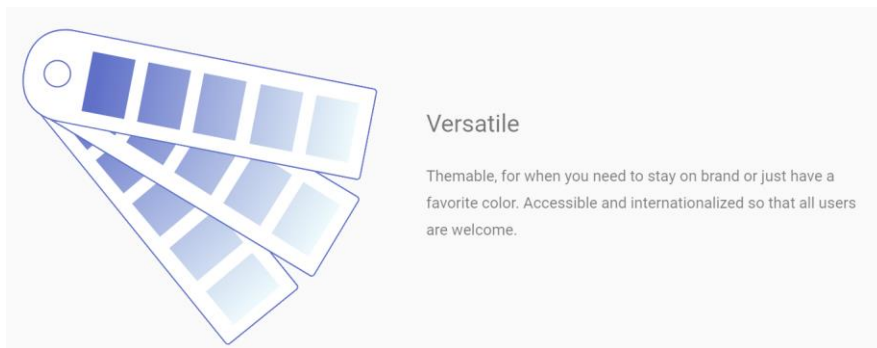 Versatile
Themable, for when you need to stay on brand or just have a
favorite color. Accessible and internationalized so that all users
are welcome.